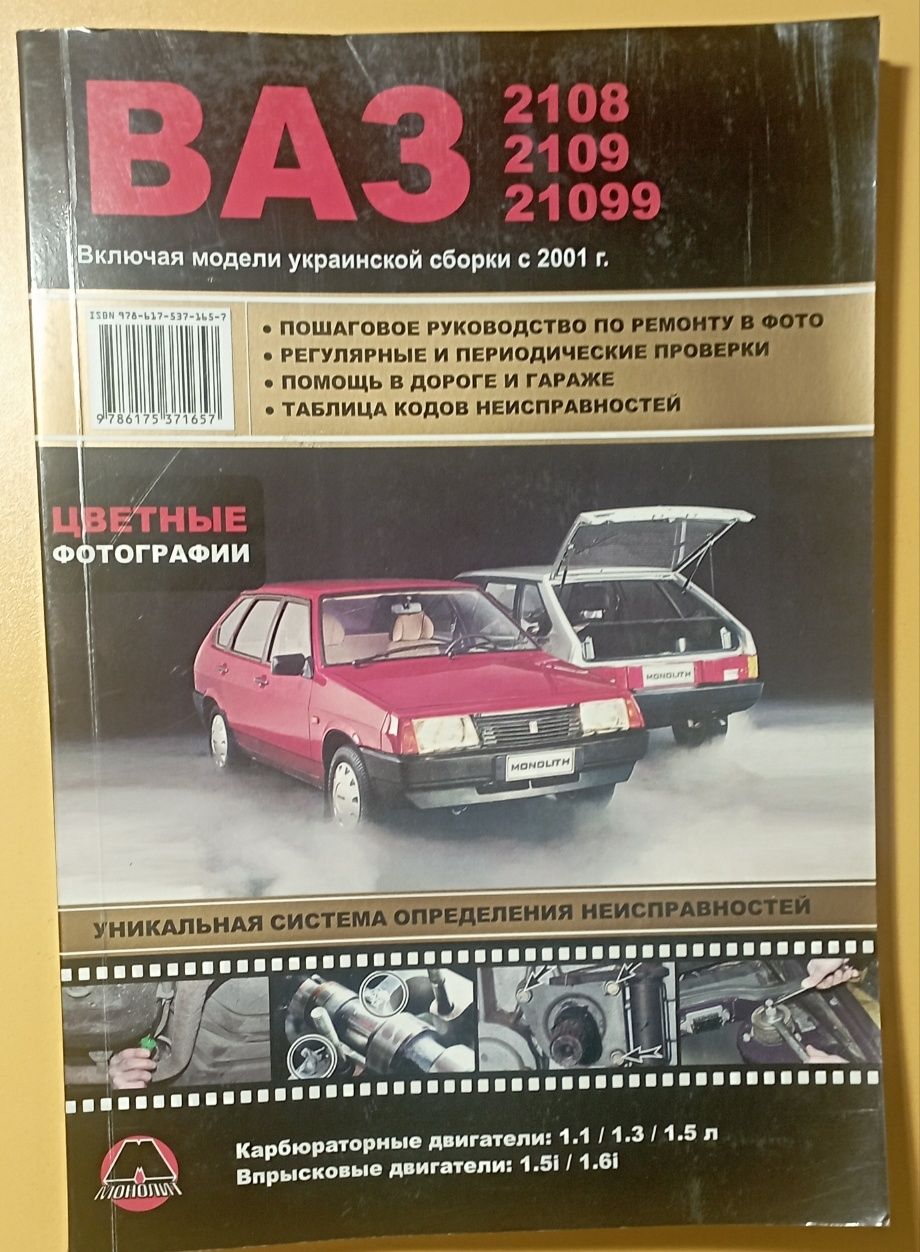 ВАЗ
2108
2109
21099
Включая модели украинской сборки с 2001 г.
ISBN 978-617-537-165-7
9 786175 371657
• ПОШАГОВОЕ РУКОВОДСТВО ПО РЕМОНТУ В ФОТО
• РЕГУЛЯРНЫЕ И ПЕРИОДИЧЕСКИЕ ПРОВЕРКИ
• ПОМОЩЬ В ДОРОГЕ И ГАРАЖЕ
• ТАБЛИЦА КОДОВ НЕИСПРАВНОСТЕЙ
ЦВЕТНЫЕ
ФОТОГРАФИИ
MONOLITH
MONOLITH
УНИКАЛЬНАЯ СИСТЕМА ОПРЕДЕЛЕНИЯ НЕИСПРАВНОСТЕЙ
Карбюраторные двигатели: 1.1 / 1.3 / 1.5 л
Впрысковые двигатели: 1.5i / 1.6i
МОНОЛИТ